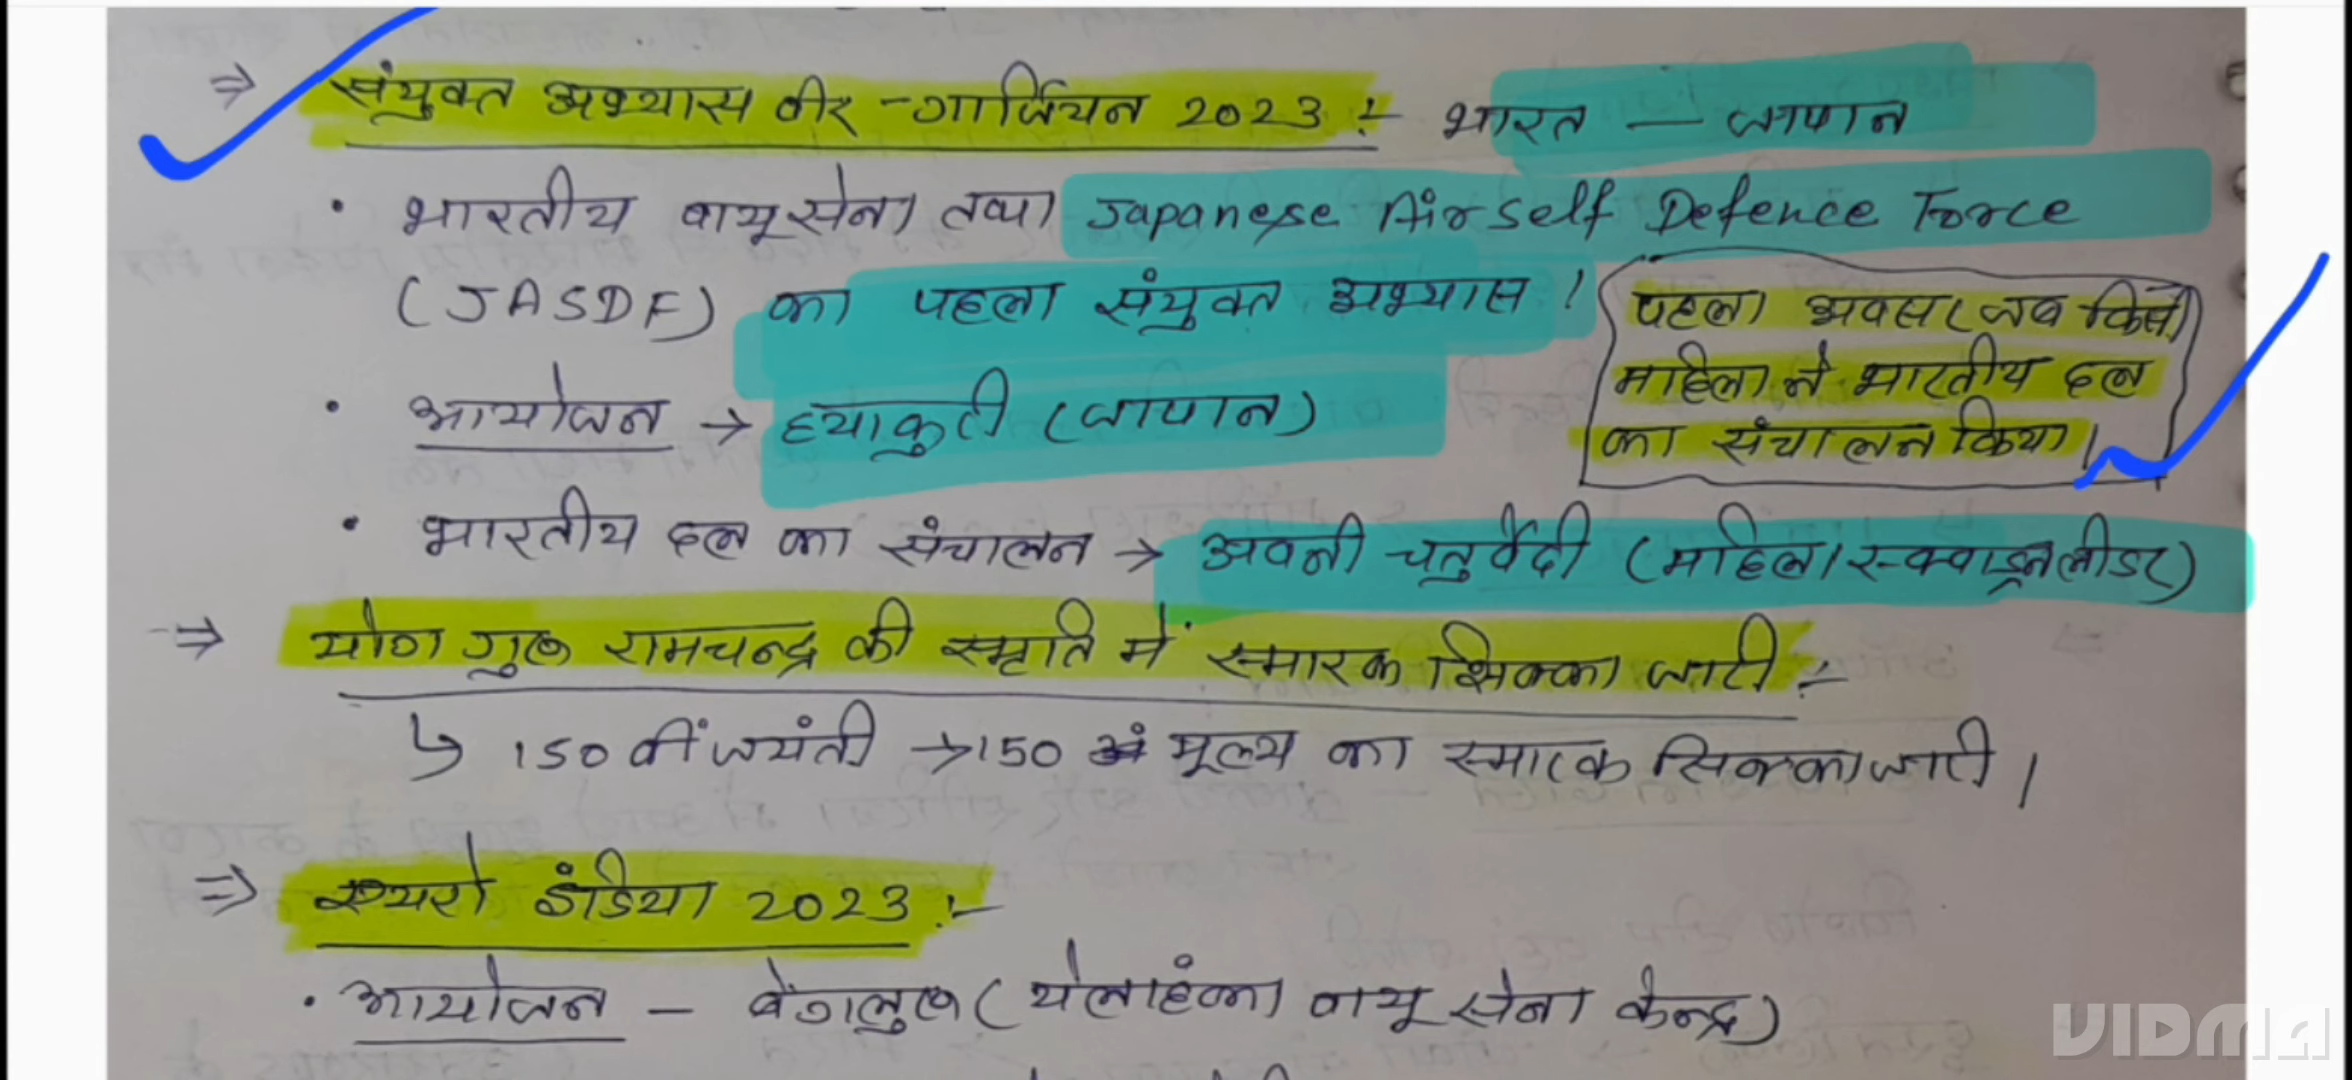 ⇒ संयुक्त अभ्यास वीर - गार्जियन 2023 :- भारत – जापान
• भारतीय वायूसेना तथा Japanese Air Self Defence Force
(JASDF) का पहला संयुक्त अभ्यास।
पहला अवसर जब किसी
महिला ने भारतीय दल
का संचालन किया।
• आयोजन → हयाकुरी (जापान)
• भारतीय दल का संचालन → अवनी चतुर्वेदी (महिला स्क्वाड्रन लीडर)
⇒ योग गुरु रामचन्द्र की स्मृति में स्मारक सिक्का जारी :-
↳ 150 वीं जयंती → 150 मूल्य का स्मारक सिक्का जारी।
⇒ एयरो इंडिया 2023 :-
• आयोजन – बेंगलुरु (येलाहंका वायू सेना केन्द्र)
VIDMA